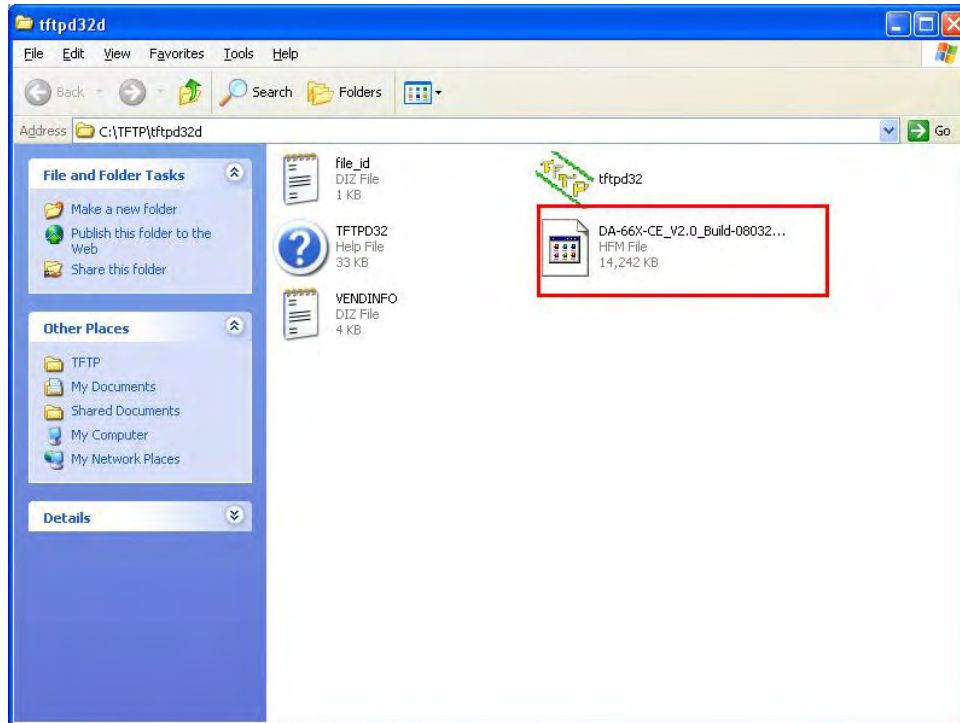 tftpd32d
File Edit View Favorites Tools Help
Back Search Folders
Address C:\TFTP\tftpd32d Go
File and Folder Tasks
Make a new folder
Publish this folder to the
Web
Share this folder
Other Places
TFTP
My Documents
Shared Documents
My Computer
My Network Places
Details
file_id
DIZ File
1 KB
TFTPD32
Help File
33 KB
VENDINFO
DIZ File
4 KB
TFTP
tftpd32
DA-66X-CE_V2.0_Build-08032...
HFM File
14,242 KB